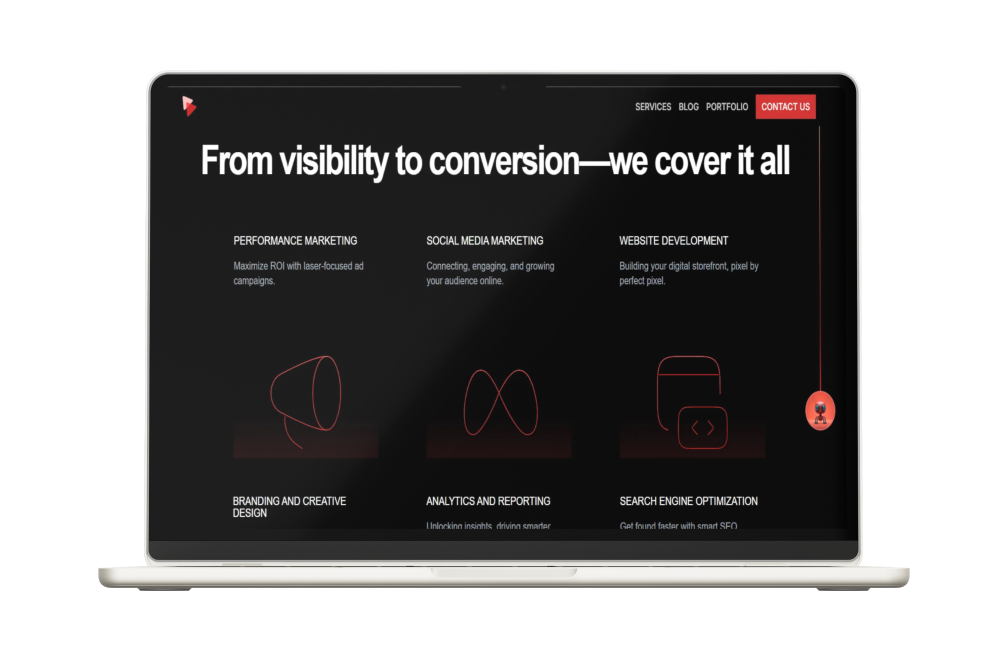 SERVICES BLOG PORTFOLIO CONTACT US
From visibility to conversion—we cover it all
PERFORMANCE MARKETING
Maximize ROI with laser-focused ad
campaigns.
SOCIAL MEDIA MARKETING
Connecting, engaging, and growing
your audience online.
WEBSITE DEVELOPMENT
Building your digital storefront, pixel by
perfect pixel.
BRANDING AND CREATIVE
DESIGN
ANALYTICS AND REPORTING
Unlocking insights, driving smarter
SEARCH ENGINE OPTIMIZATION
Get found faster with smart SEO